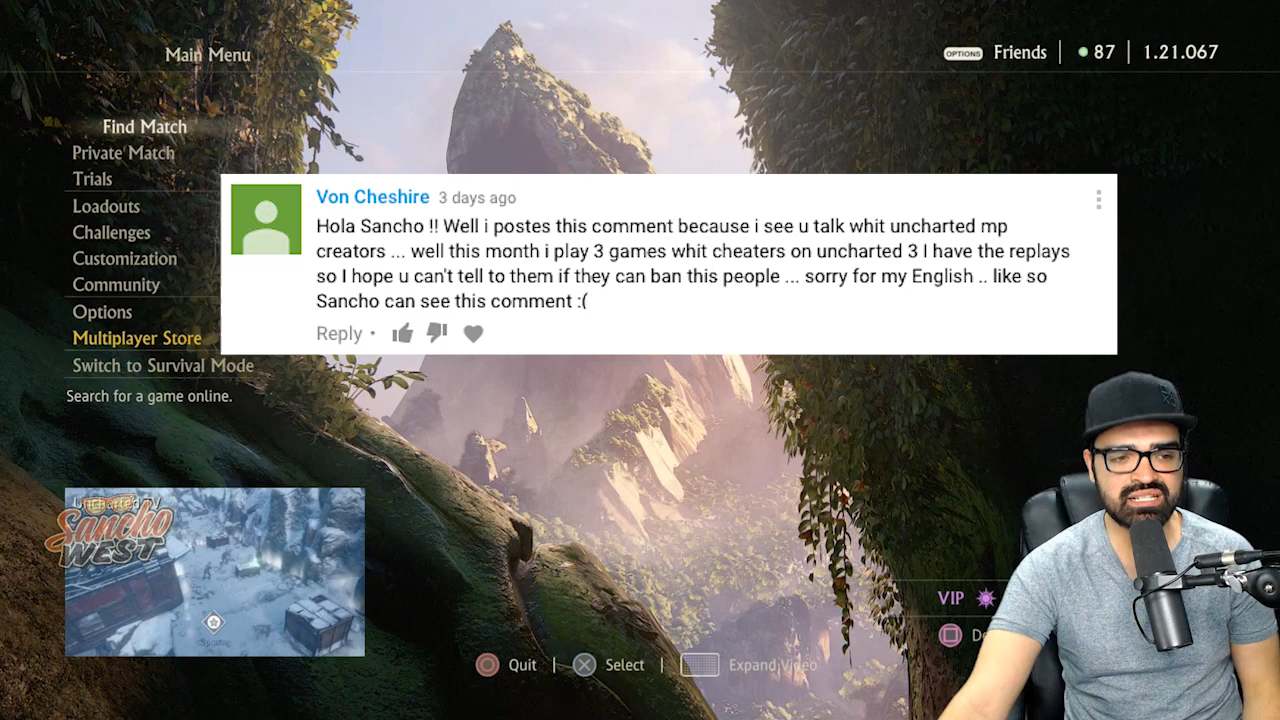 Main Menu
OPTIONS Friends 87 1.21.067
Find Match
Private Match
Trials
Loadouts
Challenges
Customization
Community
Options
Multiplayer Store
Switch to Survival Mode
Search for a game online.
Von Cheshire 3 days ago
Hola Sancho !! Well i postes this comment because i see u talk whit uncharted mp
creators ... well this month i play 3 games whit cheaters on uncharted 3 I have the replays
so I hope u can't tell to them if they can ban this people ... sorry for my English .. like so
Sancho can see this comment :(
Reply •
Uncharted TV
Sancho
WEST
VIP
Quit | Select | Expand Video